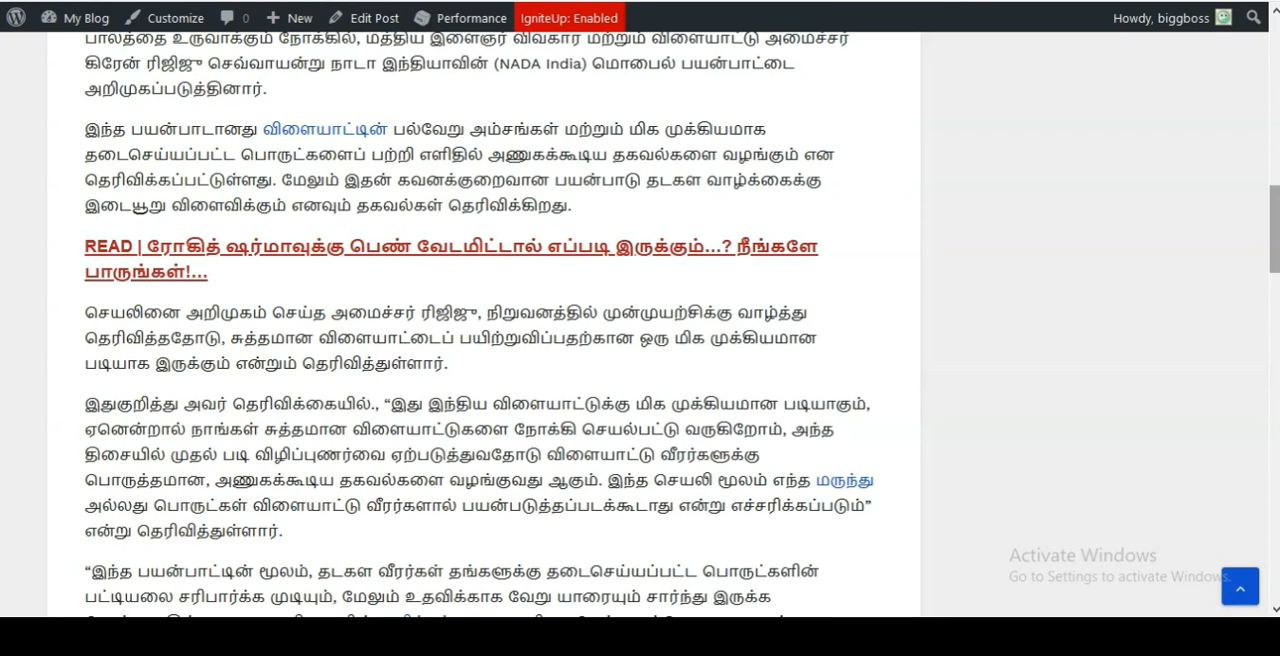 My Blog Customize 0 New Edit Post Performance IgniteUp: Enabled Howdy, biggboss
பாலத்தை உருவாக்கும் நோக்கில், மத்திய இளைஞர் விவகார மற்றும் விளையாட்டு அமைச்சர்
கிரேன் ரிஜிஜு செவ்வாயன்று நாடா இந்தியாவின் (NADA India) மொபைல் பயன்பாட்டை
அறிமுகப்படுத்தினார்.
இந்த பயன்பாடானது விளையாட்டின் பல்வேறு அம்சங்கள் மற்றும் மிக முக்கியமாக
தடைசெய்யப்பட்ட பொருட்களைப் பற்றி எளிதில் அணுகக்கூடிய தகவல்களை வழங்கும் என
தெரிவிக்கப்பட்டுள்ளது. மேலும் இதன் கவனக்குறைவான பயன்பாடு தடகள வாழ்க்கைக்கு
இடையூறு விளைவிக்கும் எனவும் தகவல்கள் தெரிவிக்கிறது.
READ | ரோகித் ஷர்மாவுக்கு பெண் வேடமிட்டால் எப்படி இருக்கும்...? நீங்களே
பாருங்கள்!...
செயலினை அறிமுகம் செய்த அமைச்சர் ரிஜிஜு, நிறுவனத்தில் முன்முயற்சிக்கு வாழ்த்து
தெரிவித்ததோடு, சுத்தமான விளையாட்டைப் பயிற்றுவிப்பதற்கான ஒரு மிக முக்கியமான
படியாக இருக்கும் என்றும் தெரிவித்துள்ளார்.
இதுகுறித்து அவர் தெரிவிக்கையில்., “இது இந்திய விளையாட்டுக்கு மிக முக்கியமான படியாகும்,
ஏனென்றால் நாங்கள் சுத்தமான விளையாட்டுகளை நோக்கி செயல்பட்டு வருகிறோம், அந்த
திசையில் முதல் படி விழிப்புணர்வை ஏற்படுத்துவதோடு விளையாட்டு வீரர்களுக்கு
பொருத்தமான, அணுகக்கூடிய தகவல்களை வழங்குவது ஆகும். இந்த செயலி மூலம் எந்த மருந்து
அல்லது பொருட்கள் விளையாட்டு வீரர்களால் பயன்படுத்தப்படக்கூடாது என்று எச்சரிக்கப்படும்”
என்று தெரிவித்துள்ளார்.
“இந்த பயன்பாட்டின் மூலம், தடகள வீரர்கள் தங்களுக்கு தடைசெய்யப்பட்ட பொருட்களின்
பட்டியலை சரிபார்க்க முடியும், மேலும் உதவிக்காக வேறு யாரையும் சார்ந்து இருக்க
Activate Windows
Go to Settings to activate Windows.